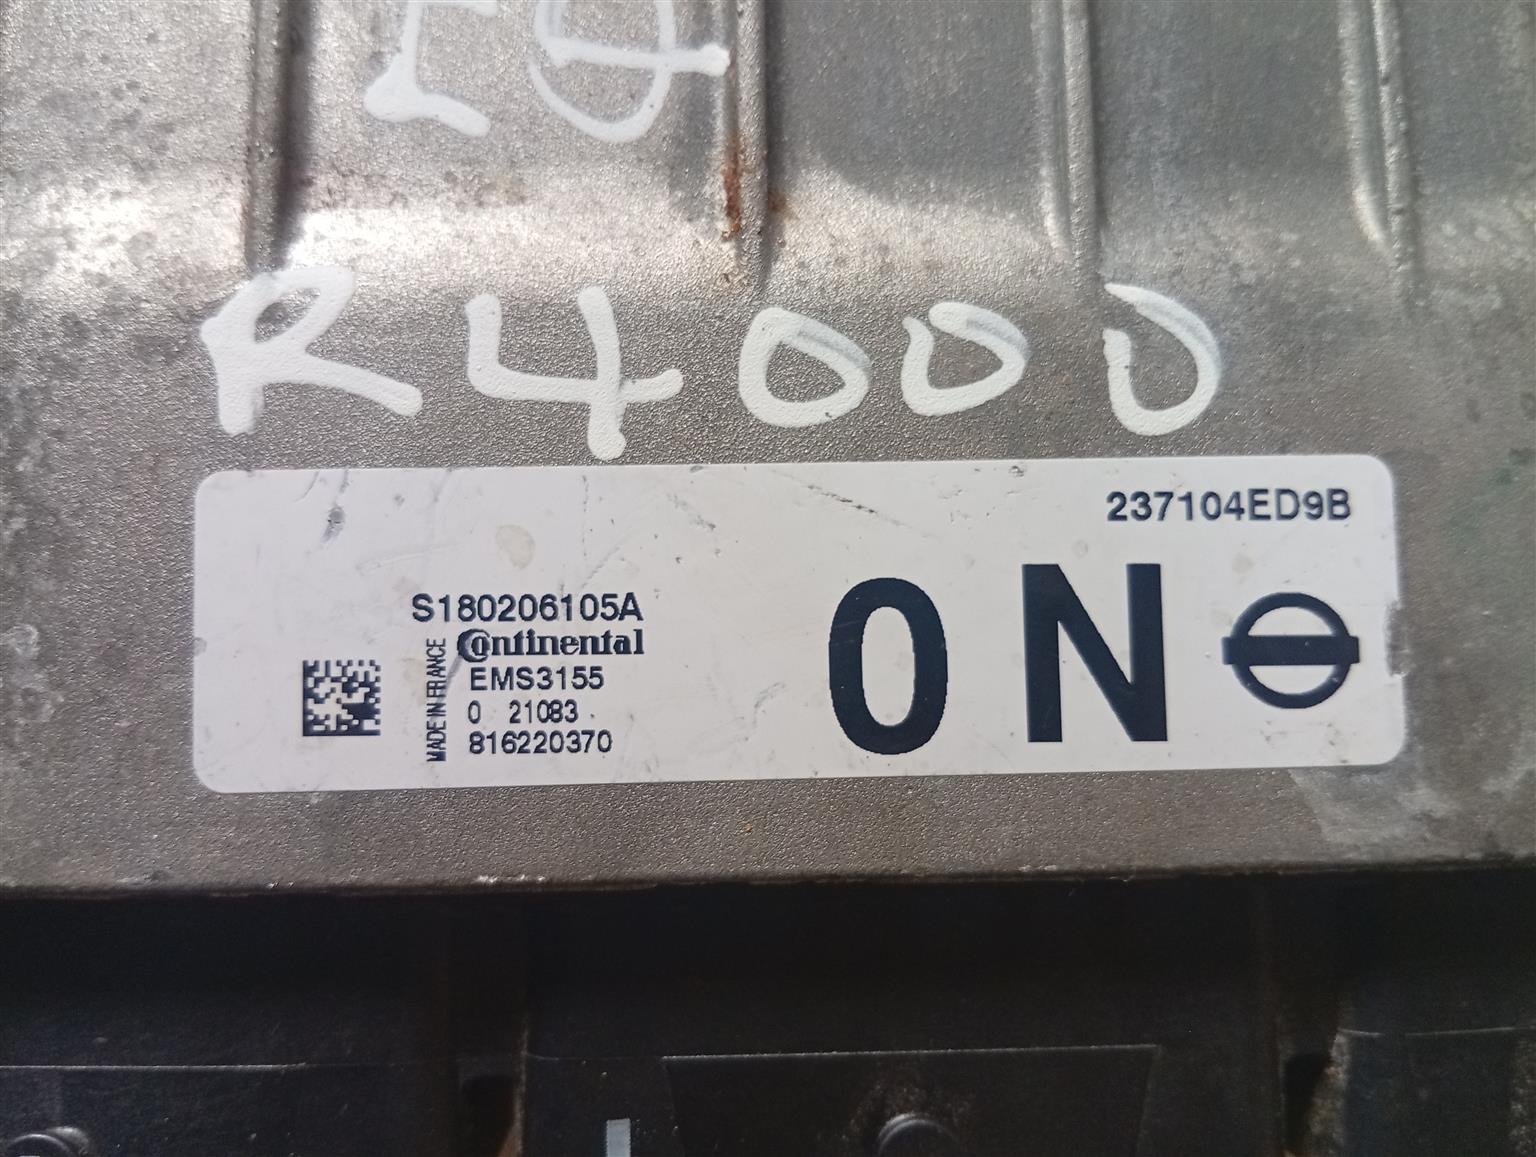 R4000
237104ED9B
S180206105A
Continental
EMS3155
0 21083
816220370
MADE IN FRANCE
0N